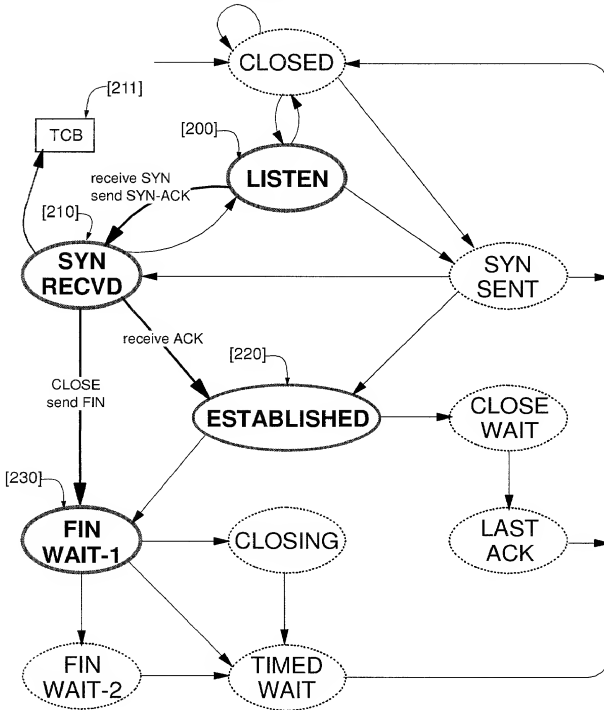 CLOSED
[211]
TCB
[200]
LISTEN
receive SYN
send SYN-ACK
[210]
SYN
RECVD
SYN
SENT
receive ACK
[220]
CLOSE
send FIN
ESTABLISHED
CLOSE
WAIT
[230]
FIN
WAIT-1
CLOSING
LAST
ACK
FIN
WAIT-2
TIMED
WAIT